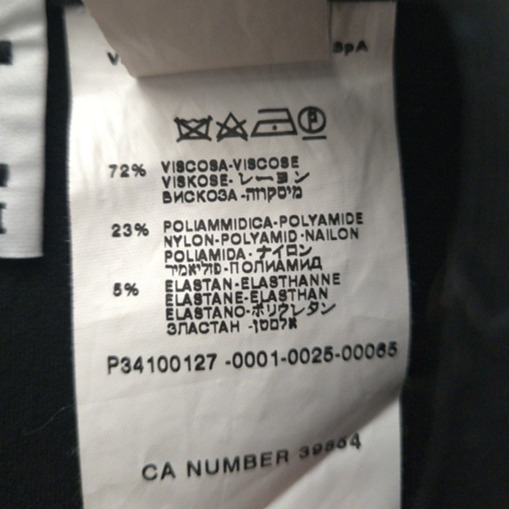 72% VISCOSA-VISCOSE
VISKOSE-レーヨン
ВИСКОЗА-מיסקוזה
23% POLIAMMIDICA-POLYAMIDE
NYLON-POLYAMID-NAILON
POLIAMIDA-ナイロン
פוליאמיד-ПОЛИАМИД
5% ELASTAN-ELASTHANNE
ELASTANE-ELASTHAN
ELASTANO-ポリウレタン
ЭЛАСТАН-אלסטן
P34100127 -0001-0025-00065
CA NUMBER